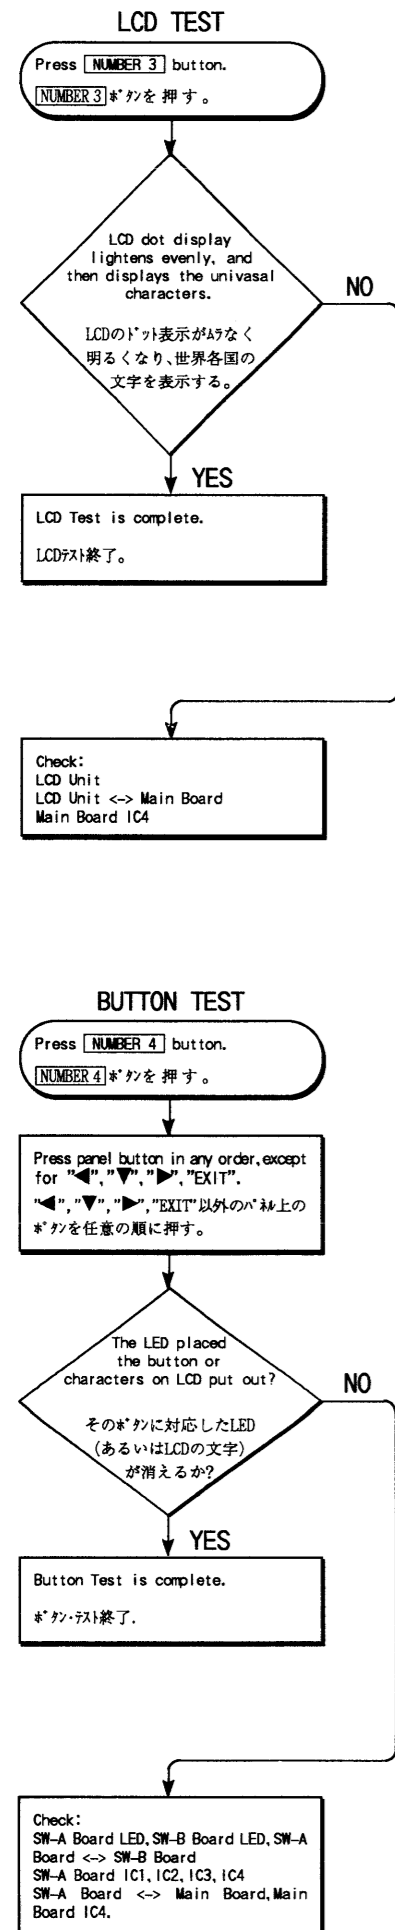 LCD TEST
Press NUMBER 3 button.
NUMBER 3 ﾎﾞﾀﾝを押す。
LCD dot display
lightens evenly, and
then displays the univasal
characters.
LCDのﾄﾞｯﾄ表示がﾑﾗなく
明るくなり、世界各国の
文字を表示する。
NO
YES
LCD Test is complete.
LCDﾃｽﾄ終了。
Check:
LCD Unit
LCD Unit <-> Main Board
Main Board IC4
BUTTON TEST
Press NUMBER 4 button.
NUMBER 4 ﾎﾞﾀﾝを押す。
Press panel button in any order,except
for "◀","▼","▶","EXIT".
"◀","▼","▶","EXIT"以外のﾊﾟﾈﾙ上の
ﾎﾞﾀﾝを任意の順に押す。
The LED placed
the button or
characters on LCD put out?
そのﾎﾞﾀﾝに対応したLED
(あるいはLCDの文字)
が消えるか?
NO
YES
Button Test is complete.
ﾎﾞﾀﾝ・ﾃｽﾄ終了.
Check:
SW-A Board LED,SW-B Board LED,SW-A
Board <-> SW-B Board
SW-A Board IC1,IC2,IC3,IC4
SW-A Board <-> Main Board,Main
Board IC4.